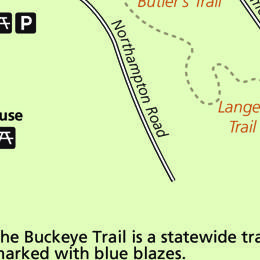 Butler's Trail
P
Northampton Road
Lange
Trail
use
he Buckeye Trail is a statewide tra
marked with blue blazes.